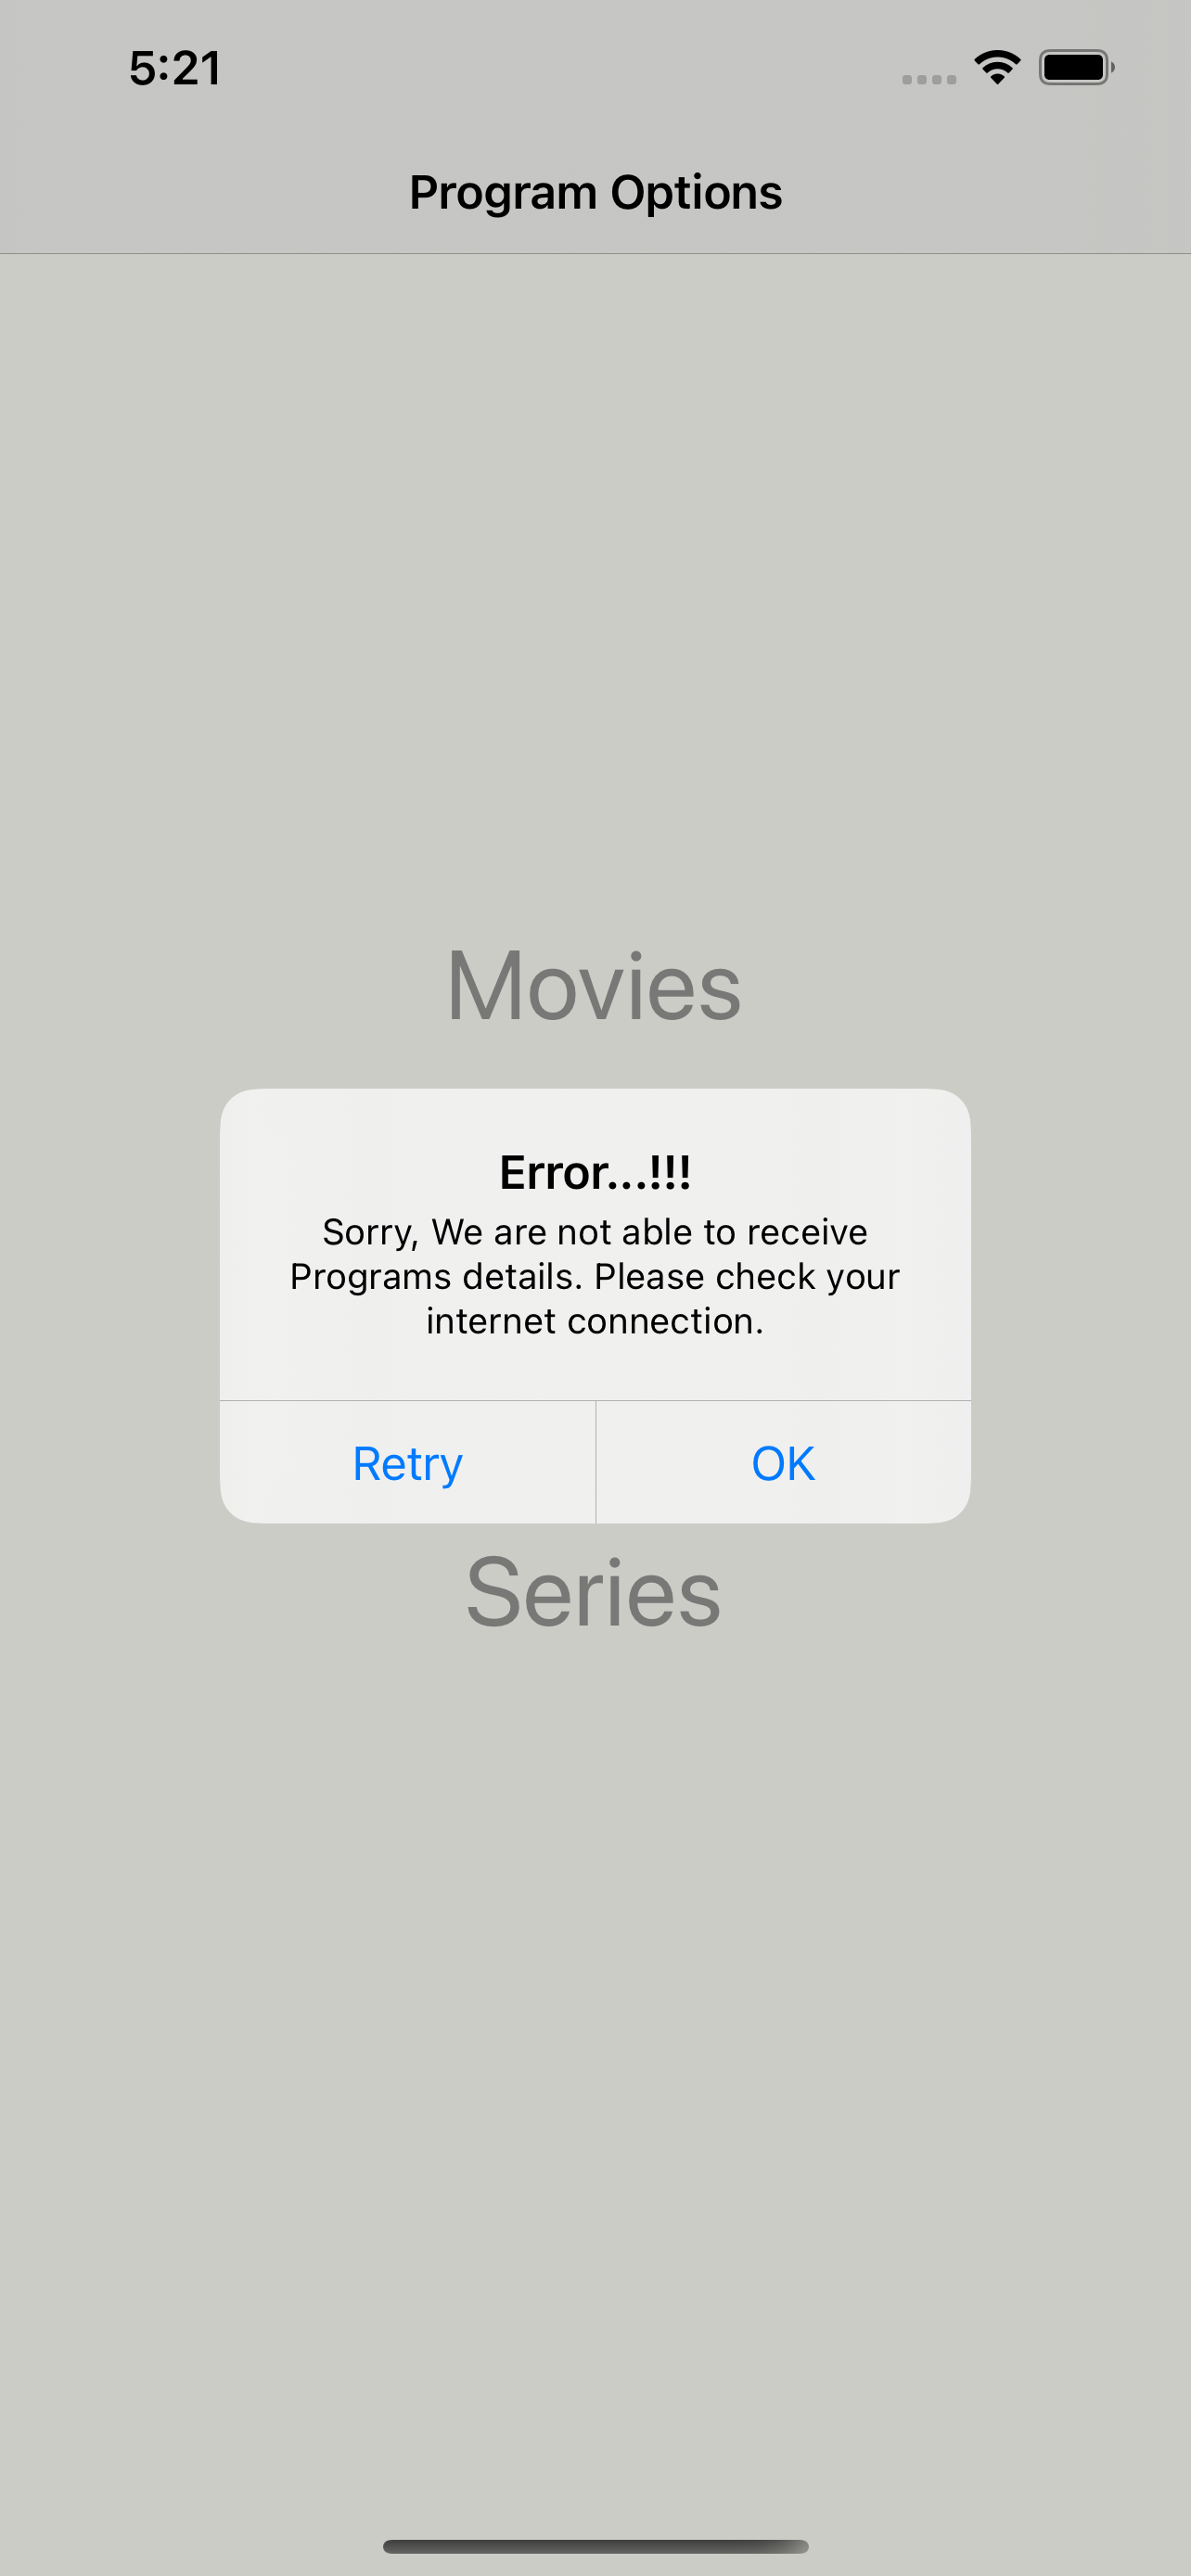 5:21
Program Options
Movies
Error...!!!
Sorry, We are not able to receive
Programs details. Please check your
internet connection.
Retry OK
Series